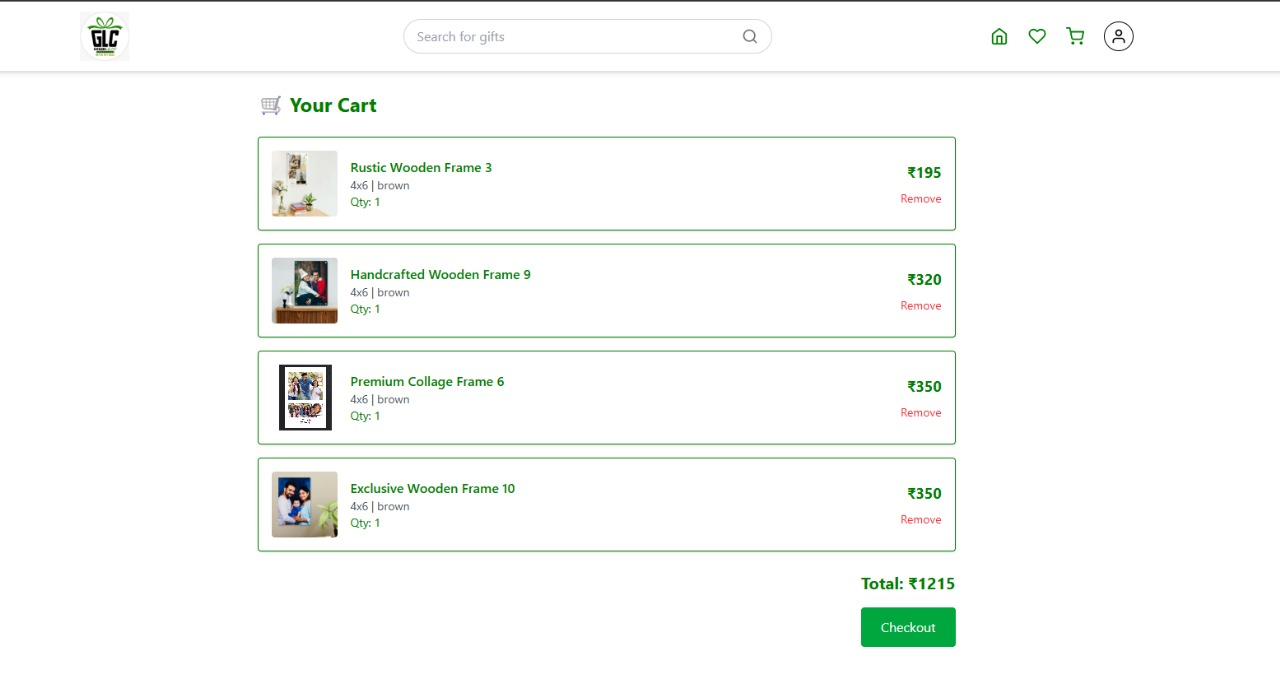 GLC
Search for gifts
Your Cart
Rustic Wooden Frame 3
4x6 | brown
Qty: 1
₹195
Remove
Handcrafted Wooden Frame 9
4x6 | brown
Qty: 1
₹320
Remove
Premium Collage Frame 6
4x6 | brown
Qty: 1
₹350
Remove
Exclusive Wooden Frame 10
4x6 | brown
Qty: 1
₹350
Remove
Total: ₹1215
Checkout